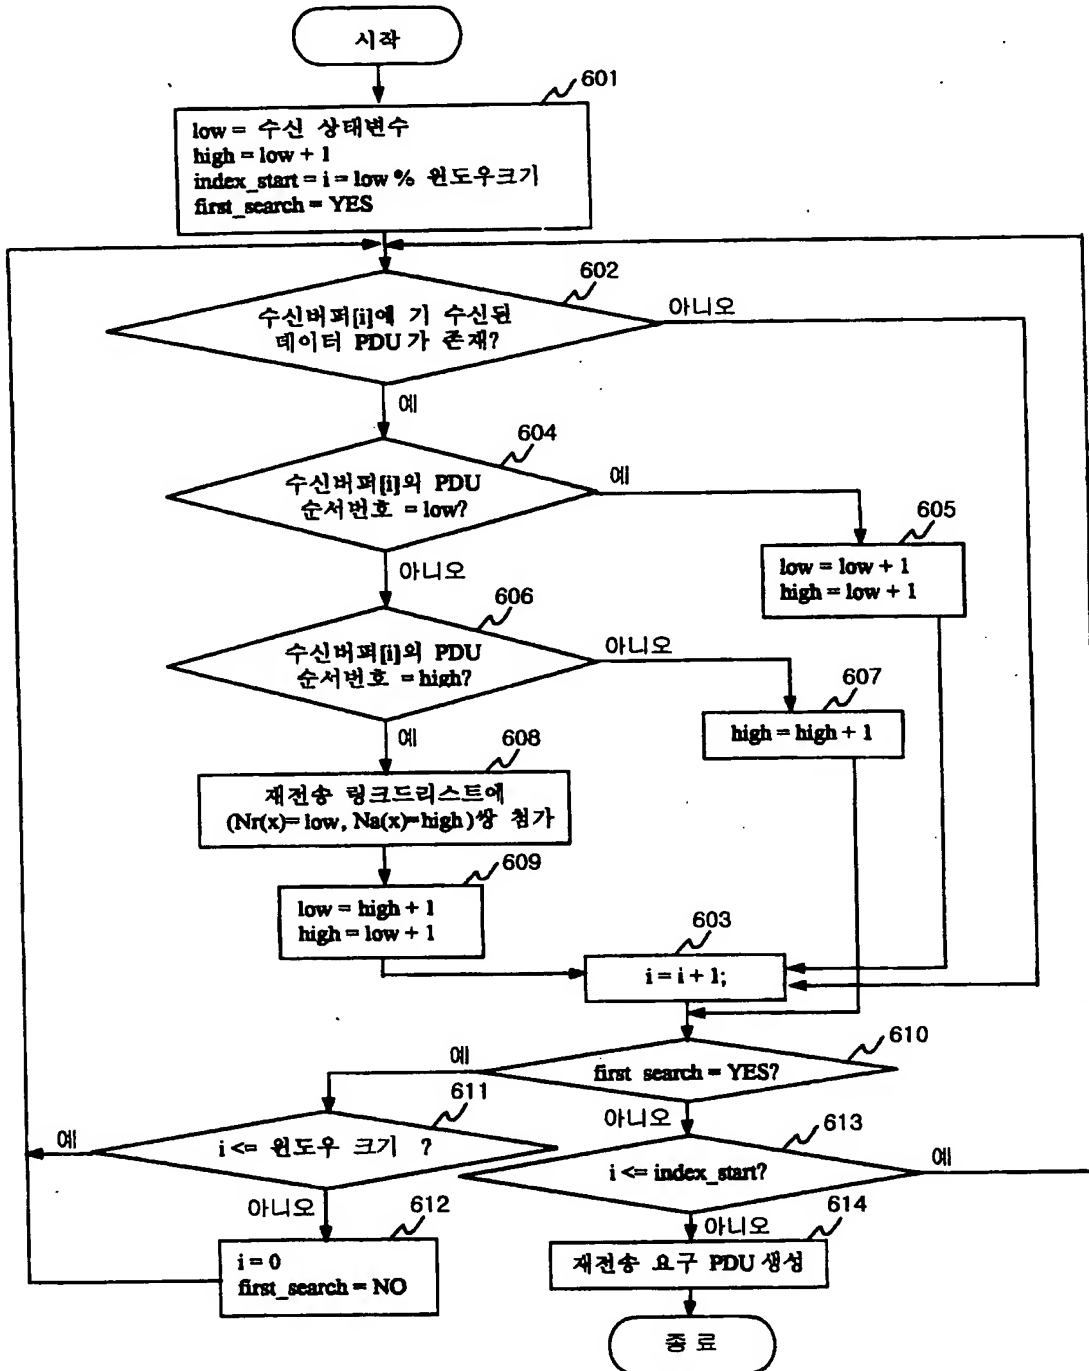 시작
601
low = 수신 상태변수
high = low + 1
index_start = i = low % 윈도우크기
first_search = YES
602
수신버퍼[i]에 기 수신된
데이터 PDU가 존재?
아니오
예
604
수신버퍼[i]의 PDU
순서번호 = low?
예
605
low = low + 1
high = low + 1
아니오
606
수신버퍼[i]의 PDU
순서번호 = high?
아니오
607
high = high + 1
예
608
재전송 링크드리스트에
(Nr(x)=low, Na(x)=high)쌍 첨가
609
low = high + 1
high = low + 1
603
i = i + 1;
610
first search = YES?
예
611
i <= 윈도우 크기 ?
예
아니오
612
i = 0
first_search = NO
아니오
613
i <= index_start?
예
아니오
614
재전송 요구 PDU 생성
종료